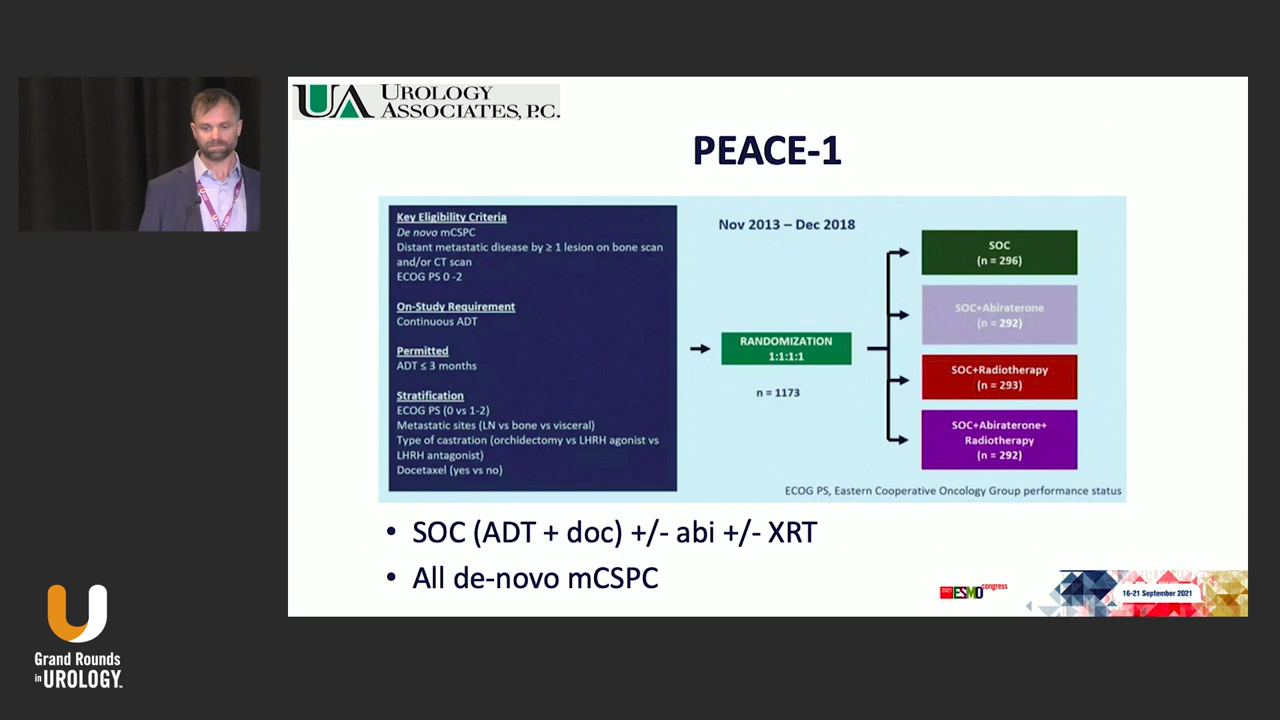 UA UROLOGY
ASSOCIATES, P.C.
PEACE-1
Key Eligibility Criteria
De novo mCSPC
Distant metastatic disease by ≥ 1 lesion on bone scan
and/or CT scan
ECOG PS 0 -2
On-Study Requirement
Continuous ADT
Permitted
ADT ≤ 3 months
Stratification
ECOG PS (0 vs 1-2)
Metastatic sites (LN vs bone vs visceral)
Type of castration (orchidectomy vs LHRH agonist vs
LHRH antagonist)
Docetaxel (yes vs no)
Nov 2013 – Dec 2018
RANDOMIZATION
1:1:1:1
n = 1173
SOC
(n = 296)
SOC+Abiraterone
(n = 292)
SOC+Radiotherapy
(n = 293)
SOC+Abiraterone+
Radiotherapy
(n = 292)
ECOG PS, Eastern Cooperative Oncology Group performance status
• SOC (ADT + doc) +/- abi +/- XRT
• All de-novo mCSPC
ESMO congress
16-21 September 2021
Grand Rounds
in UROLOGY